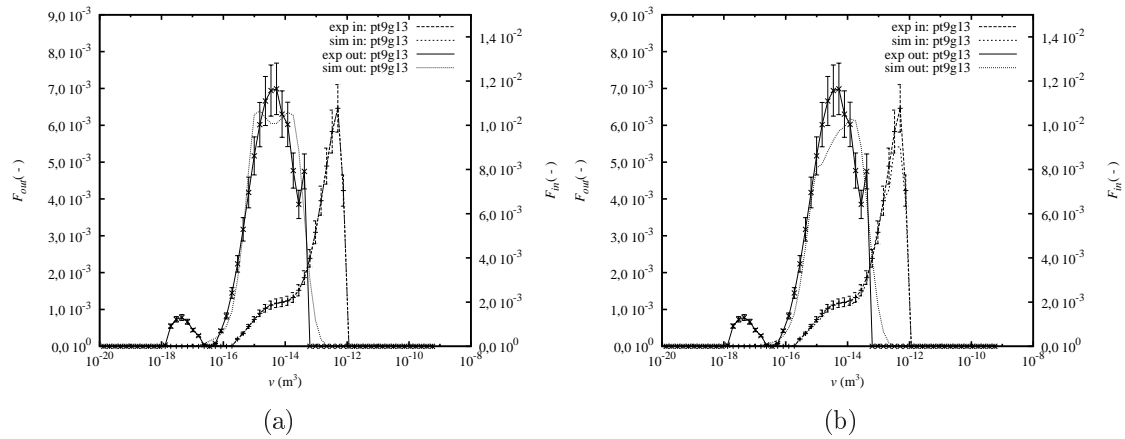 9,0 10⁻³
8,0 10⁻³
7,0 10⁻³
6,0 10⁻³
5,0 10⁻³
4,0 10⁻³
3,0 10⁻³
2,0 10⁻³
1,0 10⁻³
0,0 10⁰
F_out( - )
exp in: pt9g13
sim in: pt9g13
exp out: pt9g13
sim out: pt9g13
1,4 10⁻²
1,2 10⁻²
1,0 10⁻²
8,0 10⁻³
6,0 10⁻³
4,0 10⁻³
2,0 10⁻³
0,0 10⁰
F_in( - )
10⁻²⁰ 10⁻¹⁸ 10⁻¹⁶ 10⁻¹⁴ 10⁻¹² 10⁻¹⁰ 10⁻⁸
v (m³)
(a)
9,0 10⁻³
8,0 10⁻³
7,0 10⁻³
6,0 10⁻³
5,0 10⁻³
4,0 10⁻³
3,0 10⁻³
2,0 10⁻³
1,0 10⁻³
0,0 10⁰
F_out( - )
exp in: pt9g13
sim in: pt9g13
exp out: pt9g13
sim out: pt9g13
1,4 10⁻²
1,2 10⁻²
1,0 10⁻²
8,0 10⁻³
6,0 10⁻³
4,0 10⁻³
2,0 10⁻³
0,0 10⁰
F_in( - )
10⁻²⁰ 10⁻¹⁸ 10⁻¹⁶ 10⁻¹⁴ 10⁻¹² 10⁻¹⁰ 10⁻⁸
v (m³)
(b)